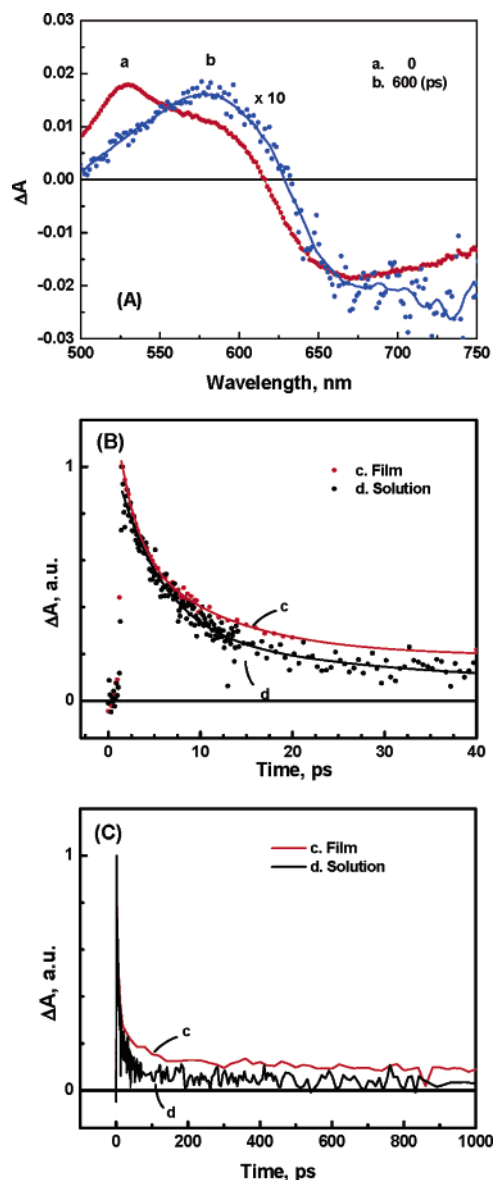 0.03
a
b
a. 0
b. 600 (ps)
0.02
x 10
0.01
ΔA
0.00
-0.01
-0.02
(A)
-0.03
500 550 600 650 700 750
Wavelength, nm
(B)
1
c. Film
d. Solution
ΔA, a.u.
c
d
0
0 10 20 30 40
Time, ps
(C)
c. Film
d. Solution
1
ΔA, a.u.
c
0
d
0 200 400 600 800 1000
Time, ps